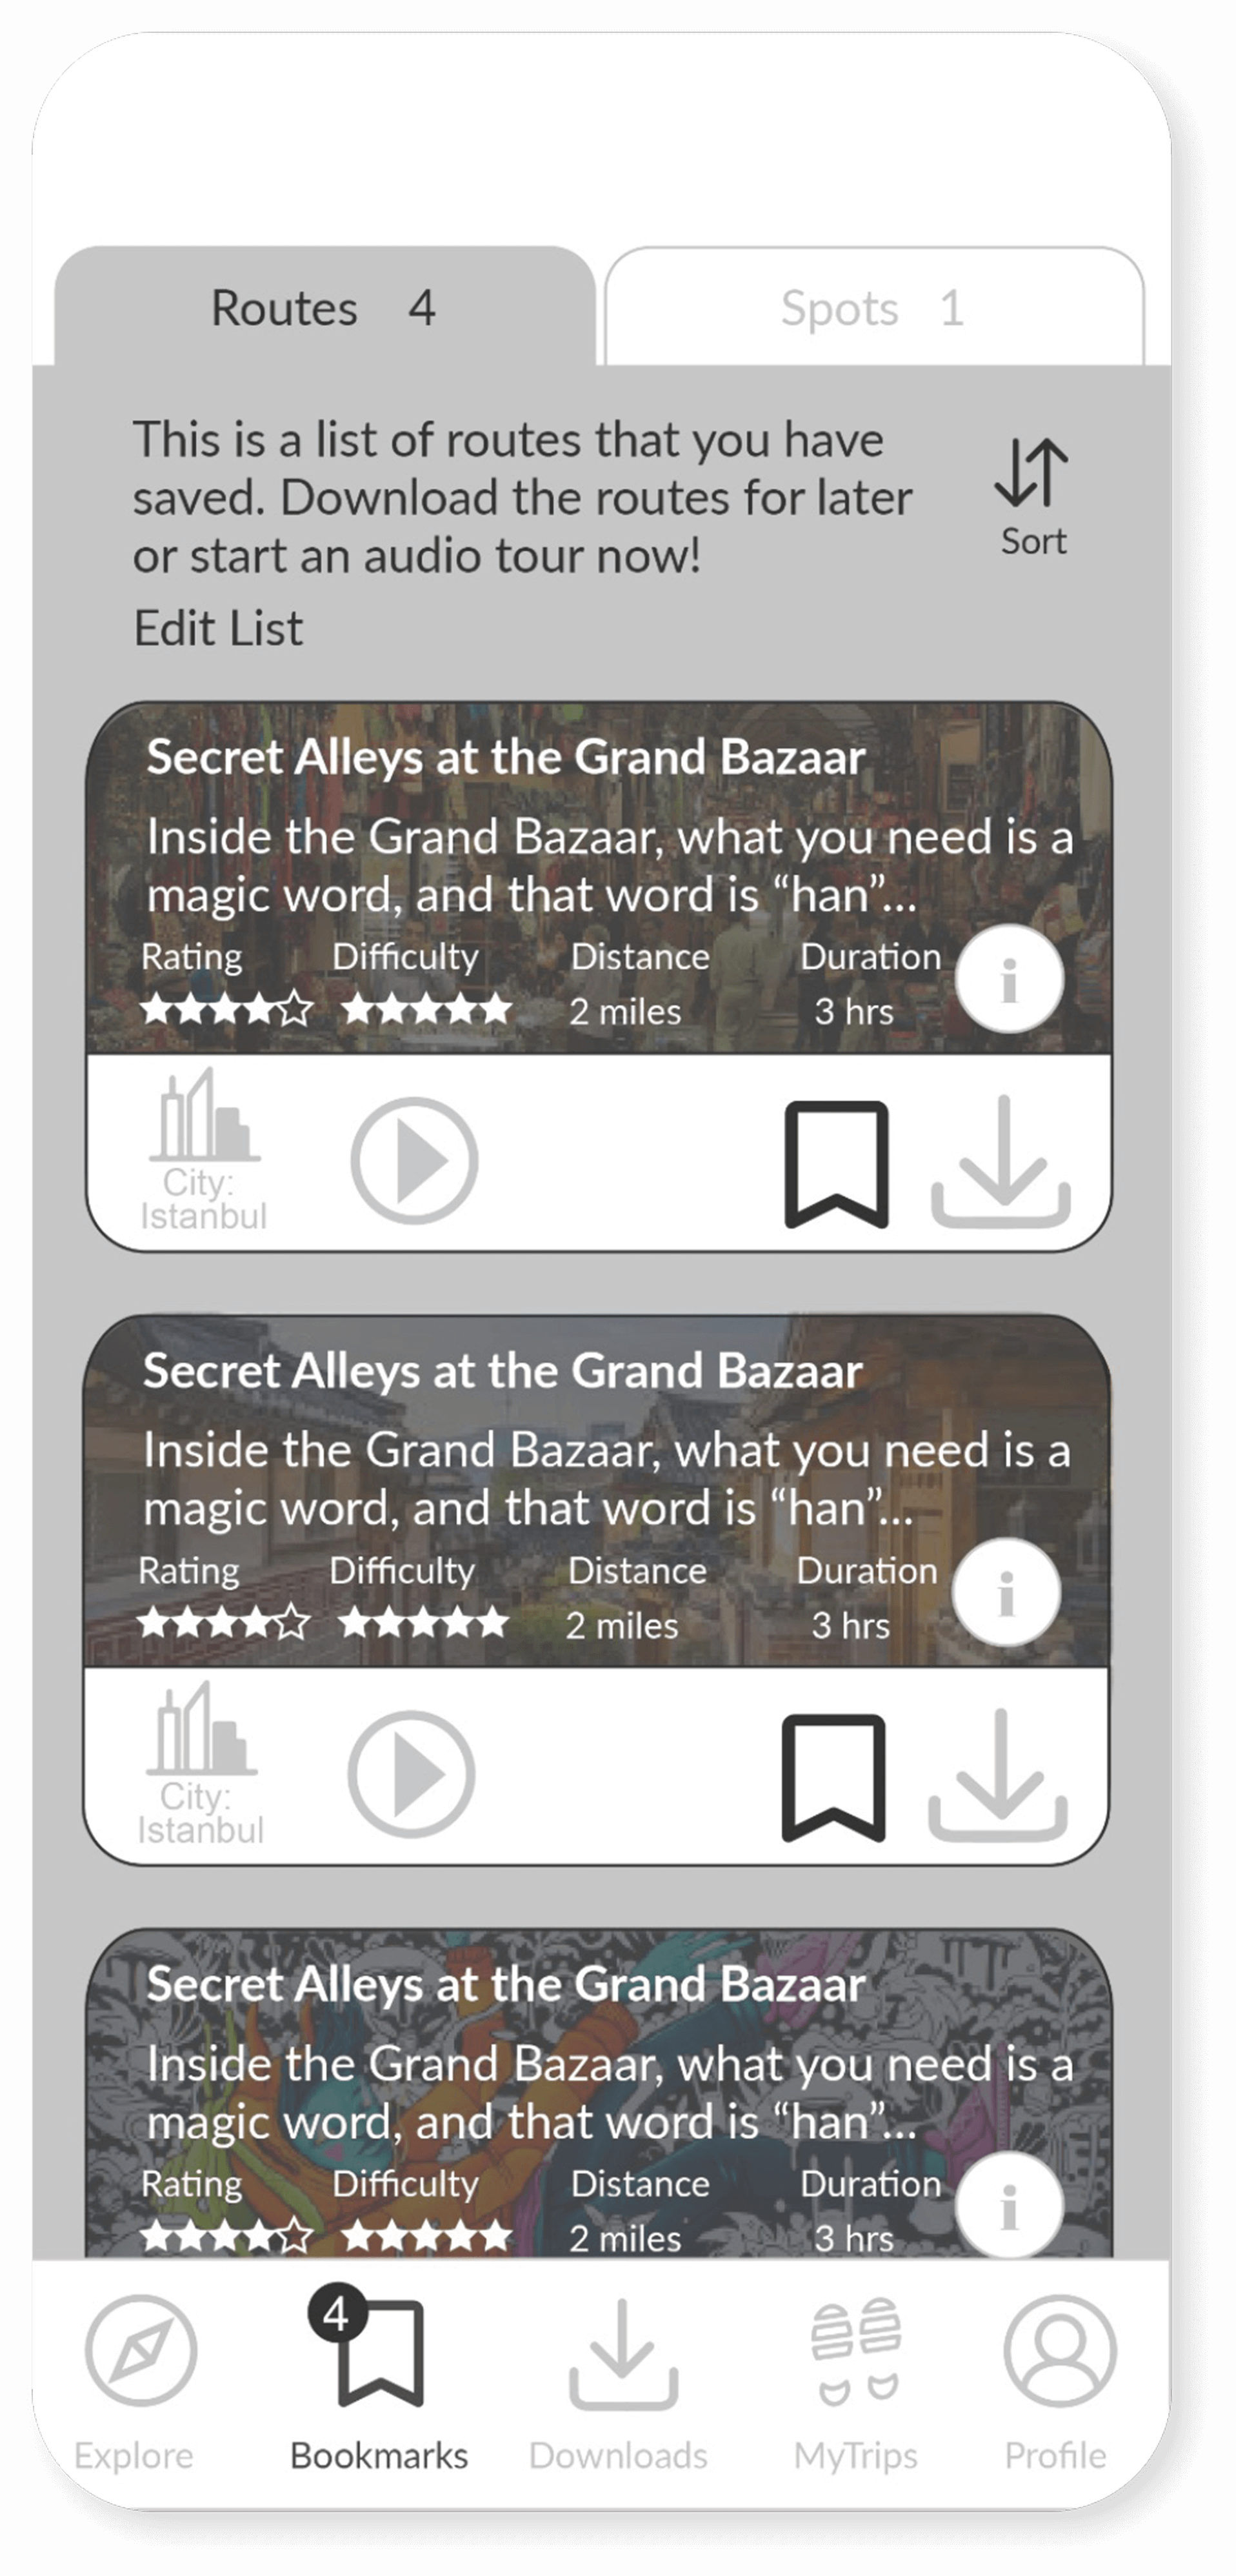 Routes 4
Spots 1
This is a list of routes that you have
saved. Download the routes for later
or start an audio tour now!
Sort
Edit List
Secret Alleys at the Grand Bazaar
Inside the Grand Bazaar, what you need is a
magic word, and that word is “han”...
Rating Difficulty Distance Duration
2 miles 3 hrs
i
City:
Istanbul
Secret Alleys at the Grand Bazaar
Inside the Grand Bazaar, what you need is a
magic word, and that word is “han”...
Rating Difficulty Distance Duration
2 miles 3 hrs
i
City:
Istanbul
Secret Alleys at the Grand Bazaar
Inside the Grand Bazaar, what you need is a
magic word, and that word is “han”...
Rating Difficulty Distance Duration
2 miles 3 hrs
i
4
Explore Bookmarks Downloads MyTrips Profile